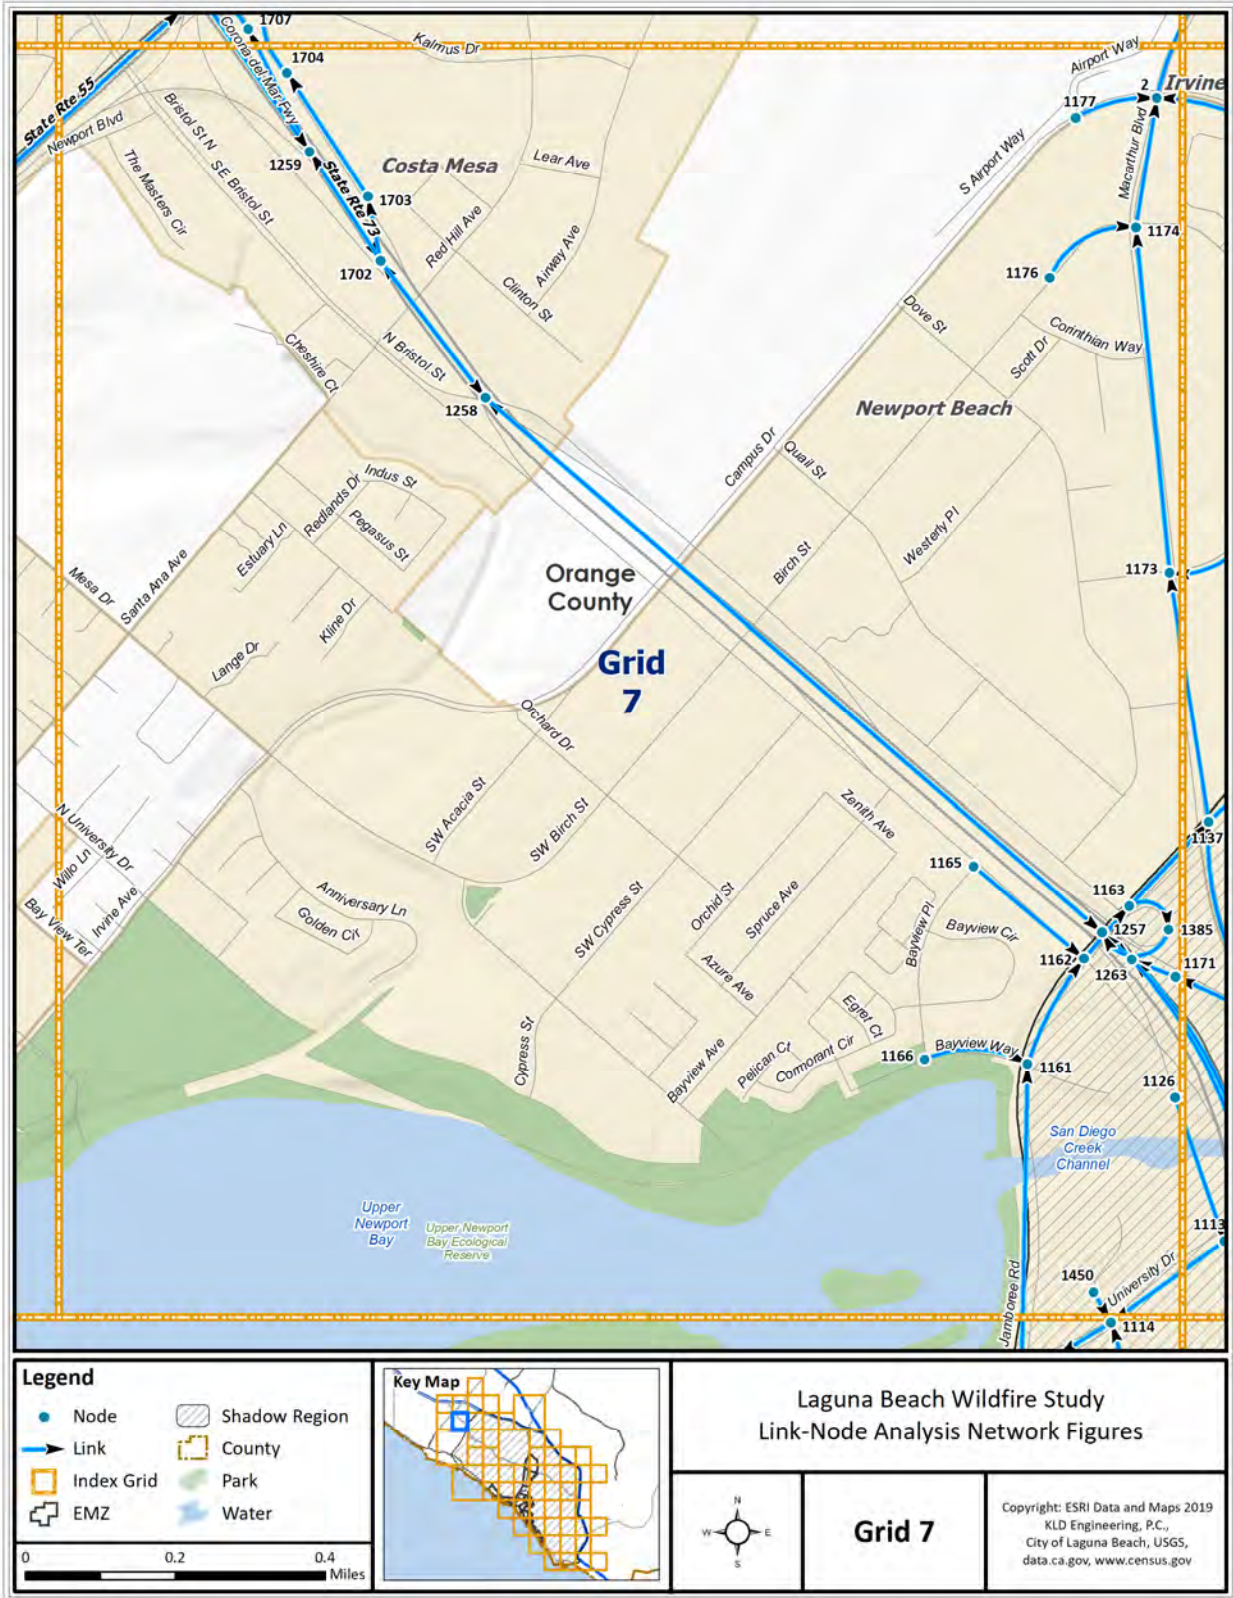 1707
Corona del Mar Fwy
1704
Kalmus Dr
Airport Way
2
Irvine
1177
State Rte 55
Newport Blvd
Bristol St N
SE Bristol St
The Masters Cir
1259
State Rte 73
Costa Mesa
Lear Ave
S Airport Way
Macarthur Blvd
1703
Red Hill Ave
Airway Ave
1174
1702
1176
Clinton St
Dove St
Cheshire Ct
N Bristol St
Scott Dr
Corinthian Way
1258
Newport Beach
Campus Dr
Quail St
Indus St
Redlands Dr
Pegasus St
Estuary Ln
Westerly Pl
Birch St
Mesa Dr
Santa Ana Ave
Orange
County
1173
Kline Dr
Lange Dr
Grid
7
Orchard Dr
SW Acacia St
SW Birch St
Zenith Ave
N University Dr
Willo Ln
Irvine Ave
Bay View Ter
1137
1165
1163
Anniversary Ln
Golden Cir
Orchid St
Spruce Ave
SW Cypress St
Bayview Pl
Bayview Cir
1257
1385
Azure Ave
1162
1263
1171
Egret Ct
Cypress St
Bayview Ave
Pelican Ct
Cormorant Cir
1166
Bayview Way
1161
1126
San Diego
Creek
Channel
Upper
Newport
Bay
Upper Newport
Bay Ecological
Reserve
1113
1450
University Dr
Jamboree Rd
1114
Legend
Node
Link
Index Grid
EMZ
Shadow Region
County
Park
Water
0
0.2
0.4
Miles
Key Map
Laguna Beach Wildfire Study
Link-Node Analysis Network Figures
N
W
E
S
Grid 7
Copyright: ESRI Data and Maps 2019
KLD Engineering, P.C.,
City of Laguna Beach, USGS,
data.ca.gov, www.census.gov